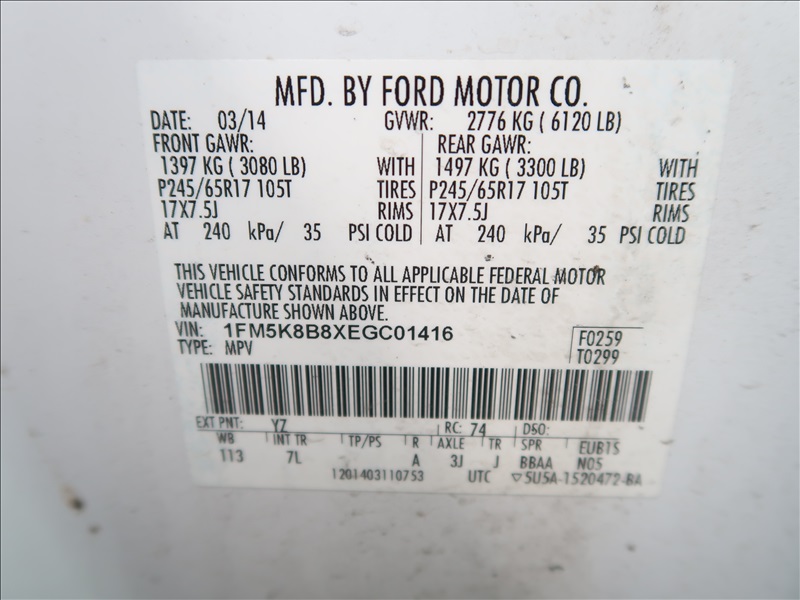 MFD. BY FORD MOTOR CO.
DATE: 03/14 GVWR: 2776 KG ( 6120 LB)
FRONT GAWR: REAR GAWR:
1397 KG ( 3080 LB) WITH 1497 KG ( 3300 LB) WITH
P245/65R17 105T TIRES P245/65R17 105T TIRES
17X7.5J RIMS 17X7.5J RIMS
AT 240 kPa/ 35 PSI COLD AT 240 kPa/ 35 PSI COLD
THIS VEHICLE CONFORMS TO ALL APPLICABLE FEDERAL MOTOR
VEHICLE SAFETY STANDARDS IN EFFECT ON THE DATE OF
MANUFACTURE SHOWN ABOVE.
VIN: 1FM5K8B8XEGC01416 F0259
TYPE: MPV T0299
EXT PNT: YZ RC: 74 DSO:
WB INT TR TP/PS R AXLE TR SPR EUBTS
113 7L A 3J J BBAA N05
1201403110753 UTC ▽5U5A-1520472-BA